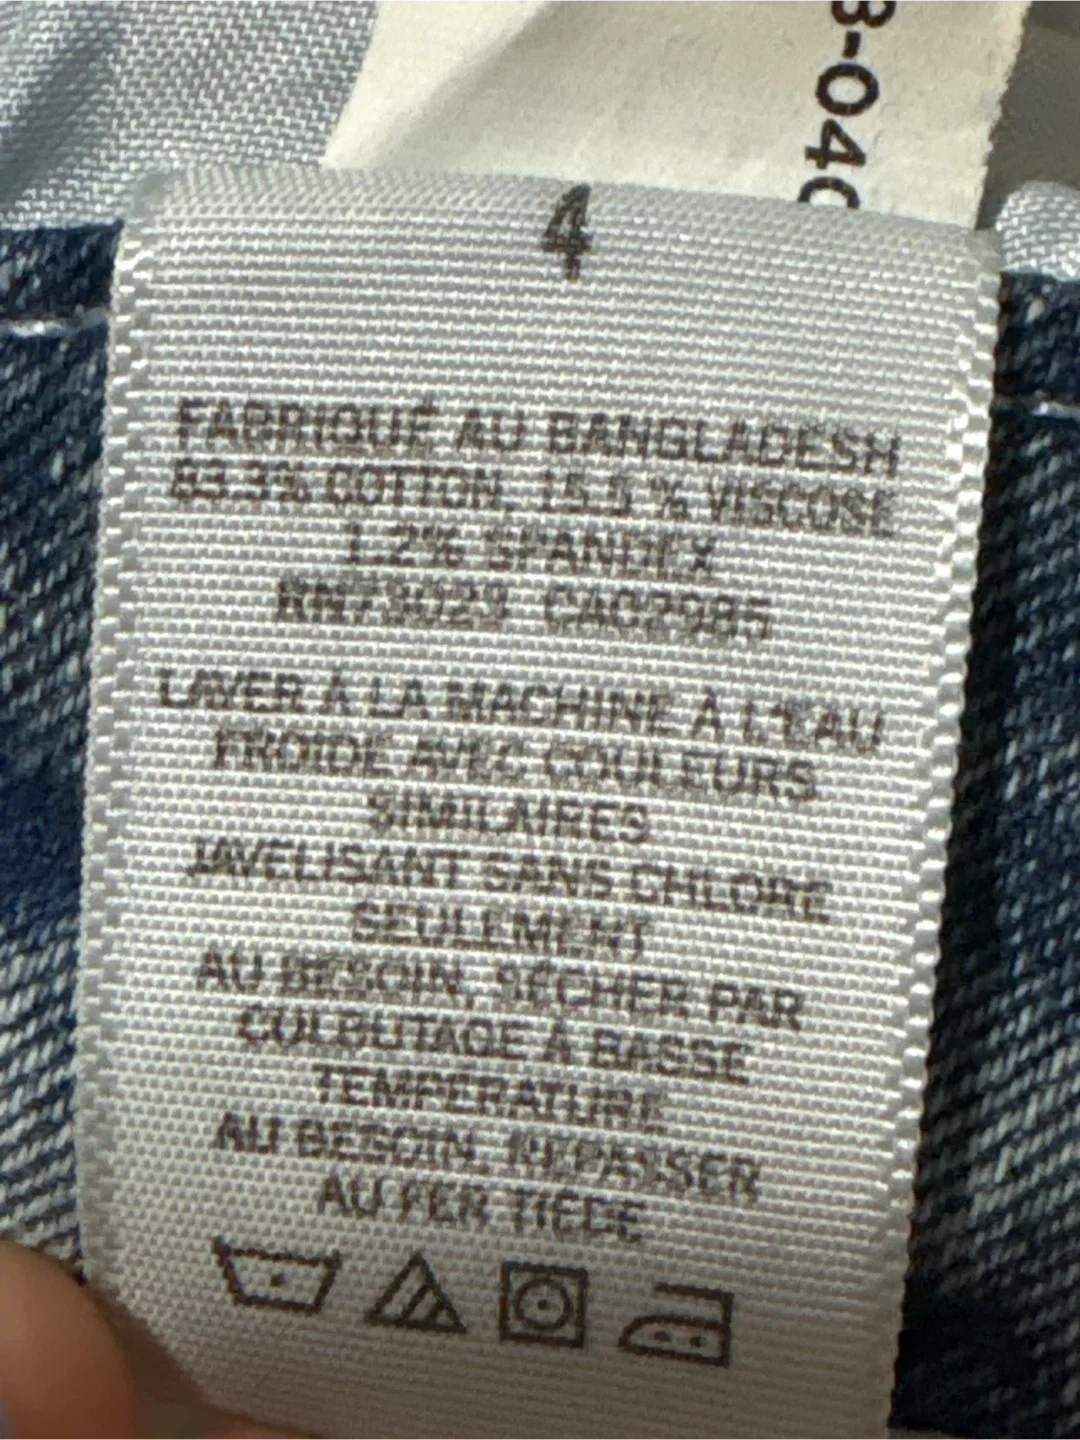 3-040
4
FABRIQUÉ AU BANGLADESH
83.3% COTTON, 15.5 % VISCOSE
1.2% SPANDEX
RN73029 CA02985
LAVER À LA MACHINE À L'EAU
FROIDE AVEC COULEURS
SIMILAIRES
JAVELISANT SANS CHLORE
SEULEMENT
AU BESOIN, SÉCHER PAR
CULBUTAGE À BASSE
TEMPERATURE
AU BESOIN, REPASSER
AU FER TIÈDE